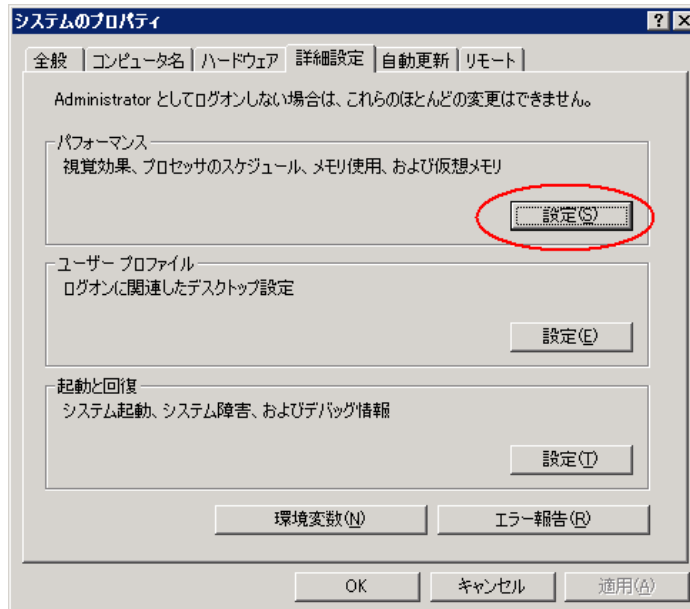 システムのプロパティ
全般 コンピュータ名 ハードウェア 詳細設定 自動更新 リモート
Administrator としてログオンしない場合は、これらのほとんどの変更はできません。
パフォーマンス
視覚効果、プロセッサのスケジュール、メモリ使用、および仮想メモリ
設定(S)
ユーザー プロファイル
ログオンに関連したデスクトップ設定
設定(E)
起動と回復
システム起動、システム障害、およびデバッグ情報
設定(T)
環境変数(N) エラー報告(R)
OK キャンセル 適用(A)